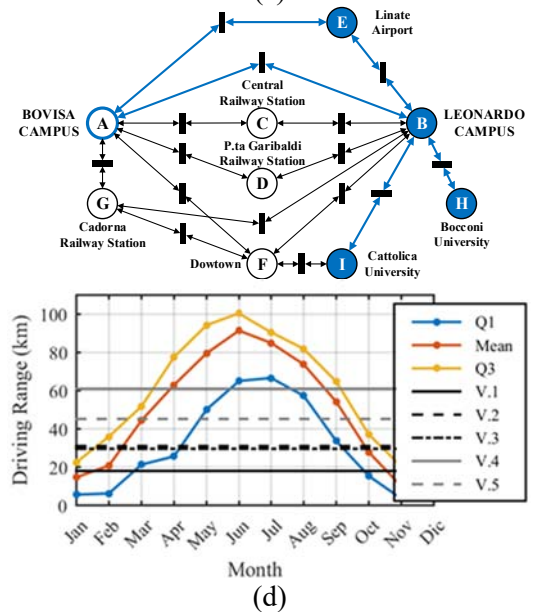 E
Linate
Airport
Central
Railway Station
BOVISA
CAMPUS
A
C
B
LEONARDO
CAMPUS
P.ta Garibaldi
Railway Station
D
G
H
Cadorna
Railway Station
Bocconi
University
Dowtown
F
I
Cattolica
University
Driving Range (km)
100
80
60
40
20
0
Jan
Feb
Mar
Apr
May
Jun
Jul
Aug
Sep
Oct
Nov
Dic
Month
Q1
Mean
Q3
V.1
V.2
V.3
V.4
V.5
(d)